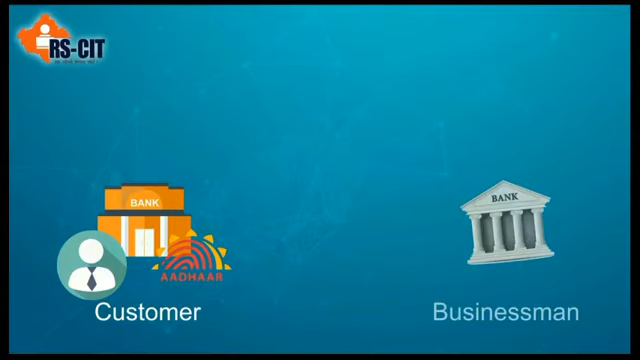 RS-CIT
BANK
BANK
AADHAAR
Customer
Businessman